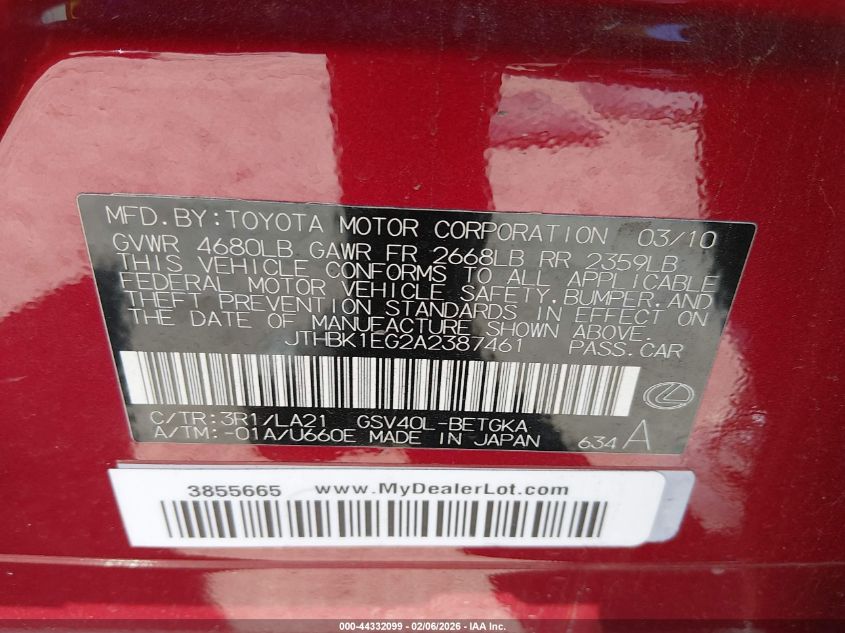 MFD.BY:TOYOTA MOTOR CORPORATION 03/10
GVWR 4680LB GAWR FR 2668LB RR 2359LB
THIS VEHICLE CONFORMS TO ALL APPLICABLE
FEDERAL MOTOR VEHICLE SAFETY,BUMPER,AND
THEFT PREVENTION STANDARDS IN EFFECT ON
THE DATE OF MANUFACTURE SHOWN ABOVE.
JTHBK1EG2A2387461 PASS.CAR
C/TR:3R1/LA21 GSV40L-BETGKA
A/TM:-01A/U660E MADE IN JAPAN 634 A
3855665 www.MyDealerLot.com
000-44332099 - 02/06/2026 - IAA Inc.